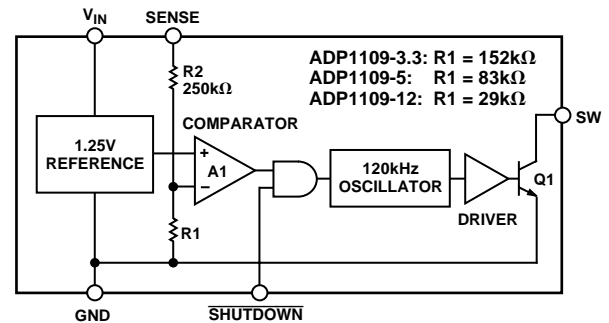 VIN SENSE
R2
250kΩ
ADP1109-3.3: R1 = 152kΩ
ADP1109-5: R1 = 83kΩ
ADP1109-12: R1 = 29kΩ
SW
COMPARATOR
1.25V
REFERENCE
+
A1
−
120kHz
OSCILLATOR
Q1
DRIVER
R1
GND
SHUTDOWN